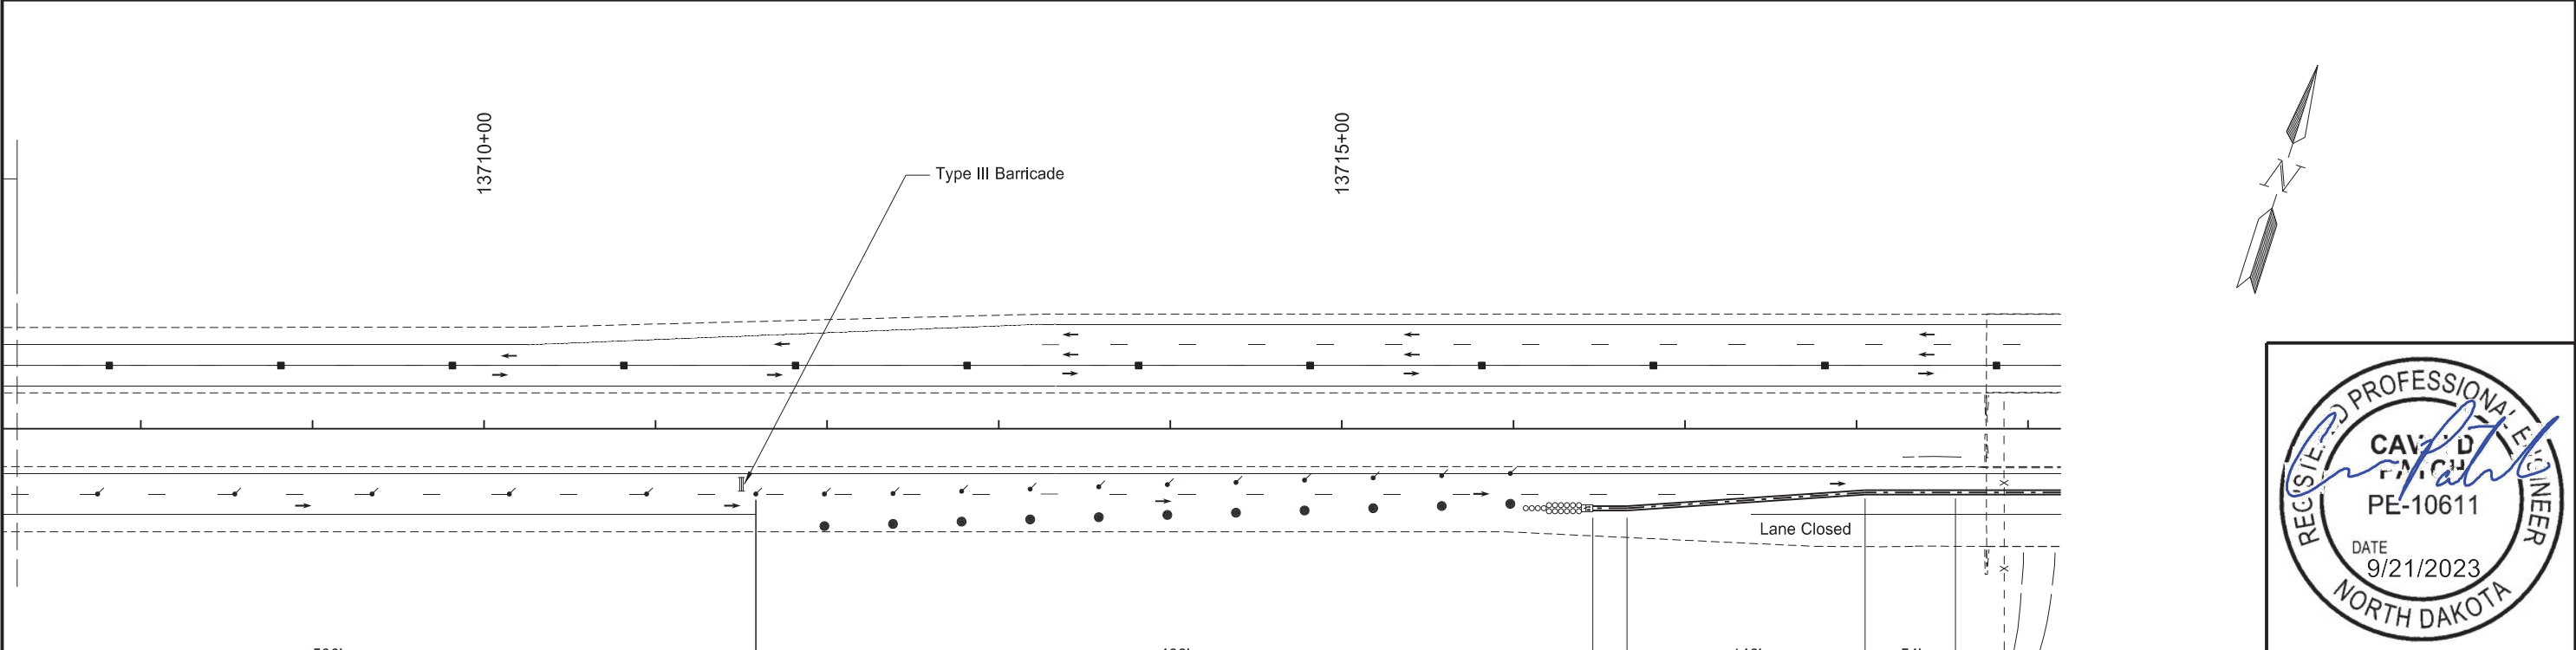 13710+00
13715+00
Type III Barricade
N
Lane Closed
PROFESSIONAL
PE-10611
DATE
9/21/2023
NORTH DAKOTA